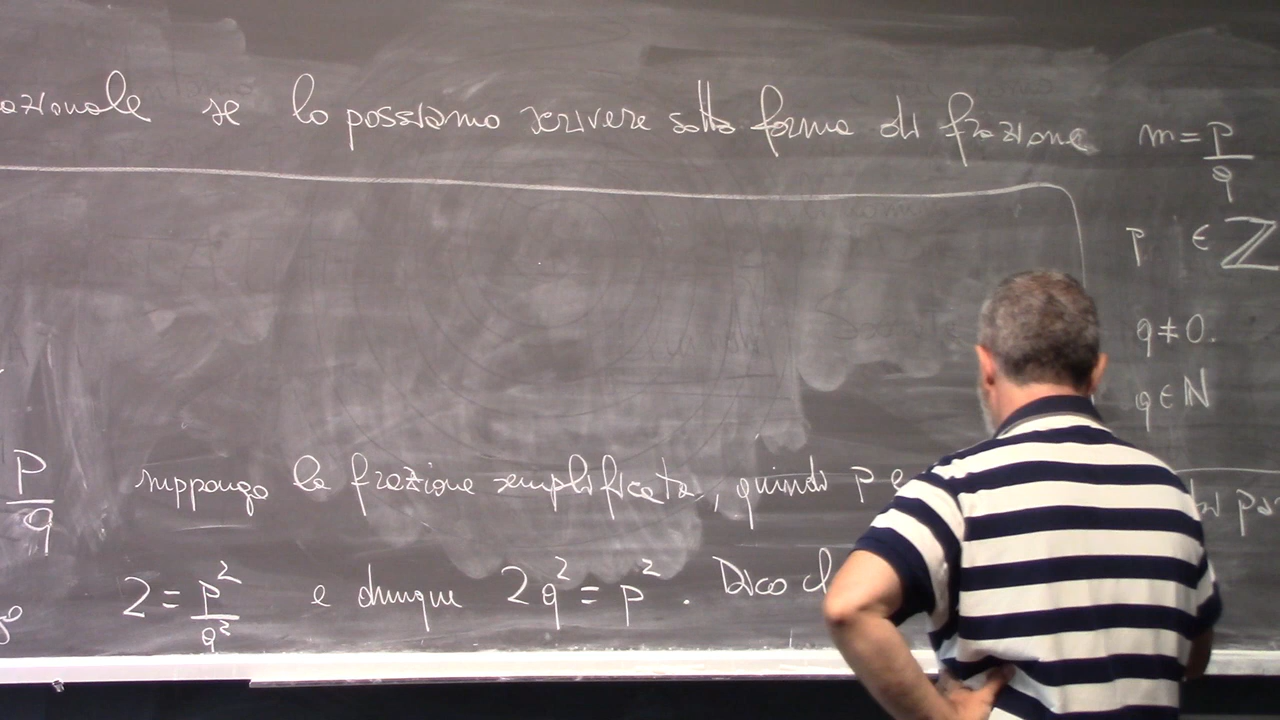 azionale se lo possiamo scrivere sotto forma di frazione m = p/q
p ∈ ℤ
q ≠ 0.
q ∈ N
p/q suppongo la frazione semplificata, quindi p e
2 = p²/q² e dunque 2q² = p². Dico